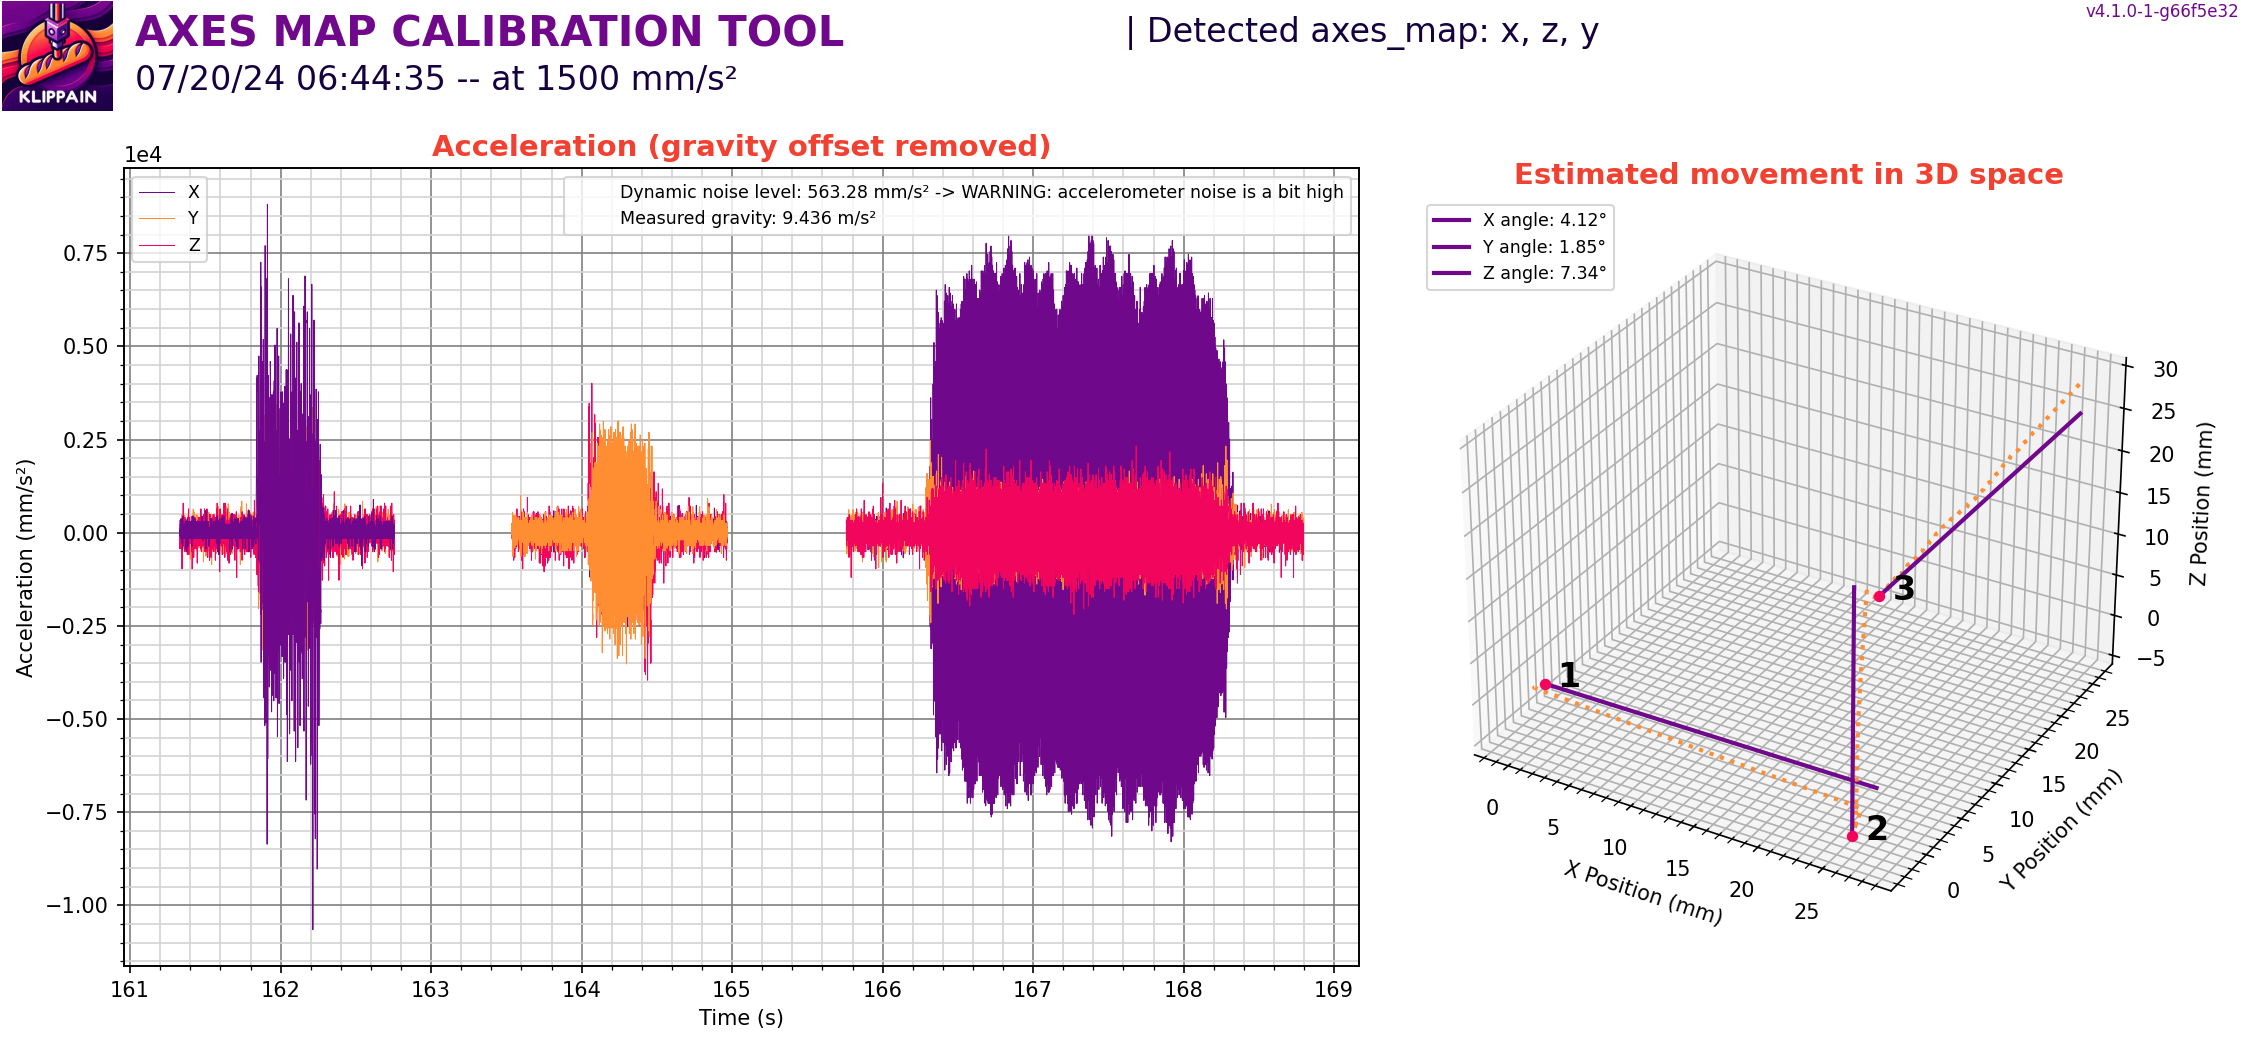 KLIPPAIN
AXES MAP CALIBRATION TOOL
07/20/24 06:44:35 -- at 1500 mm/s²
| Detected axes_map: x, z, y
v4.1.0-1-g66f5e32
Acceleration (gravity offset removed)
1e4
X
Y
Z
Dynamic noise level: 563.28 mm/s² -> WARNING: accelerometer noise is a bit high
Measured gravity: 9.436 m/s²
0.75
0.50
0.25
0.00
−0.25
−0.50
−0.75
−1.00
Acceleration (mm/s²)
161 162 163 164 165 166 167 168 169
Time (s)
Estimated movement in 3D space
X angle: 4.12°
Y angle: 1.85°
Z angle: 7.34°
1
2
3
0 5 10 15 20 25
X Position (mm)
0 5 10 15 20 25
Y Position (mm)
30
25
20
15
10
5
0
−5
Z Position (mm)